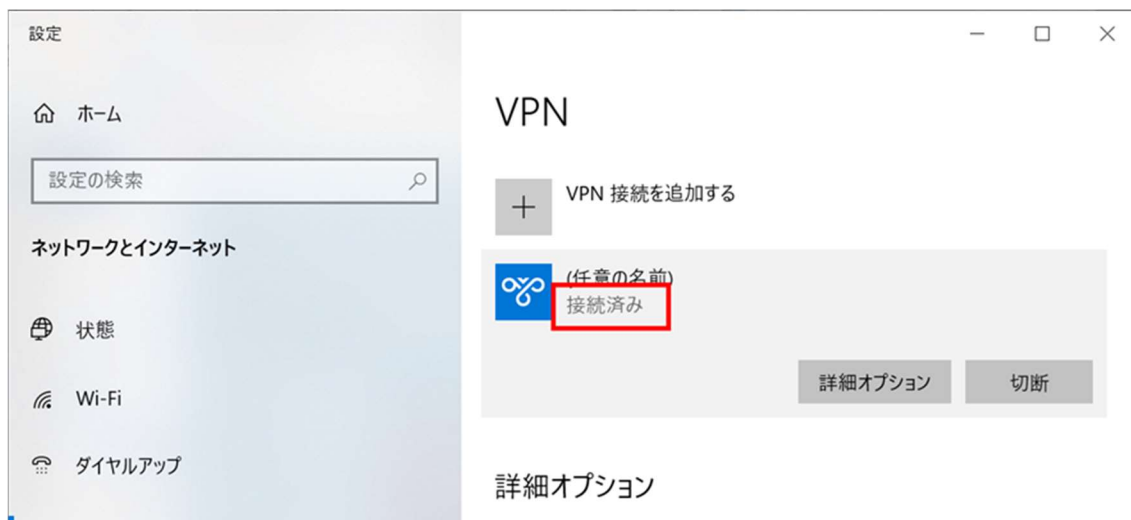 設定
ホーム
設定の検索
ネットワークとインターネット
状態
Wi-Fi
ダイヤルアップ
VPN
VPN 接続を追加する
(任意の名前)
接続済み
詳細オプション
切断
詳細オプション